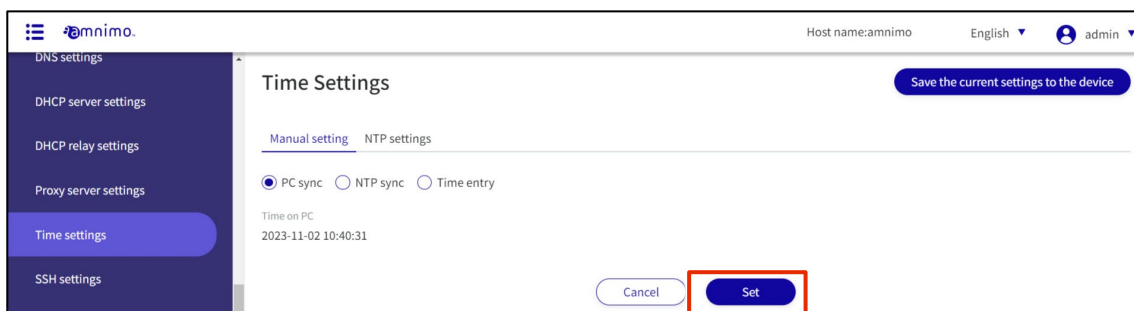 amnimo.
Host name:amnimo
English
admin
DNS settings
DHCP server settings
DHCP relay settings
Proxy server settings
Time settings
SSH settings
Time Settings
Save the current settings to the device
Manual setting
NTP settings
PC sync
NTP sync
Time entry
Time on PC
2023-11-02 10:40:31
Cancel
Set